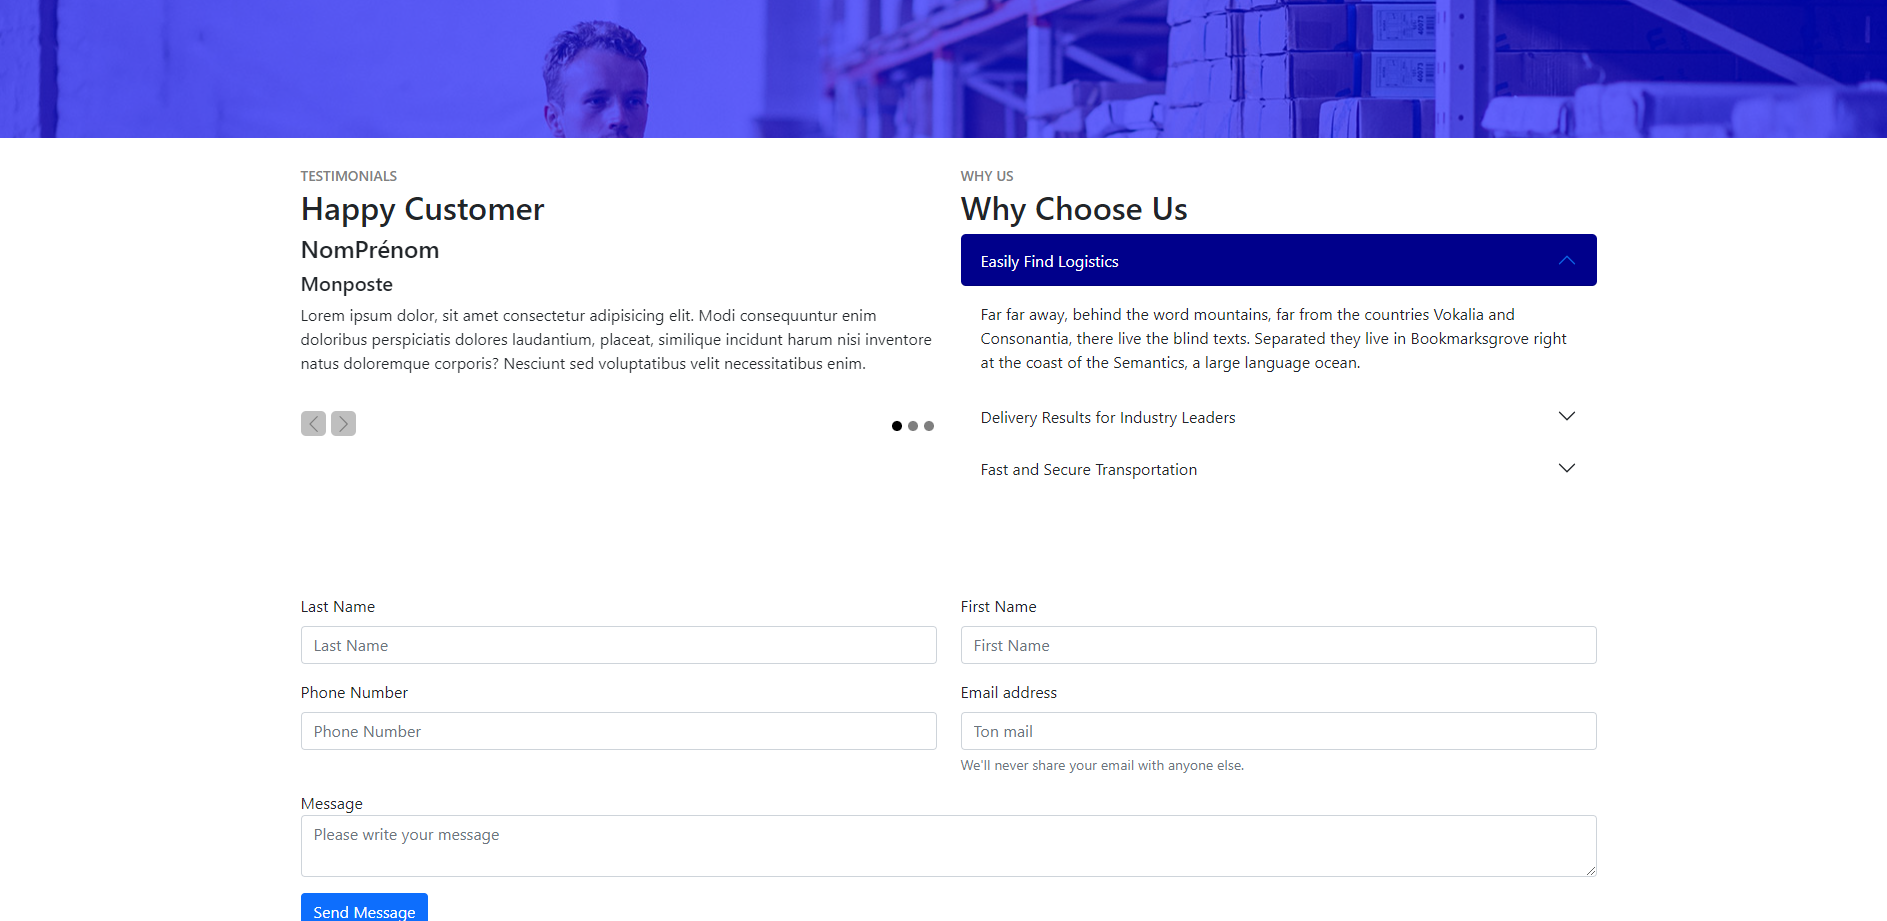 TESTIMONIALS
Happy Customer
NomPrénom
Monposte
Lorem ipsum dolor, sit amet consectetur adipisicing elit. Modi consequuntur enim
doloribus perspiciatis dolores laudantium, placeat, similique incidunt harum nisi inventore
natus doloremque corporis? Nesciunt sed voluptatibus velit necessitatibus enim.
WHY US
Why Choose Us
Easily Find Logistics
Far far away, behind the word mountains, far from the countries Vokalia and
Consonantia, there live the blind texts. Separated they live in Bookmarksgrove right
at the coast of the Semantics, a large language ocean.
Delivery Results for Industry Leaders
Fast and Secure Transportation
Last Name
Last Name
First Name
First Name
Phone Number
Phone Number
Email address
Ton mail
We'll never share your email with anyone else.
Message
Please write your message
Send Message